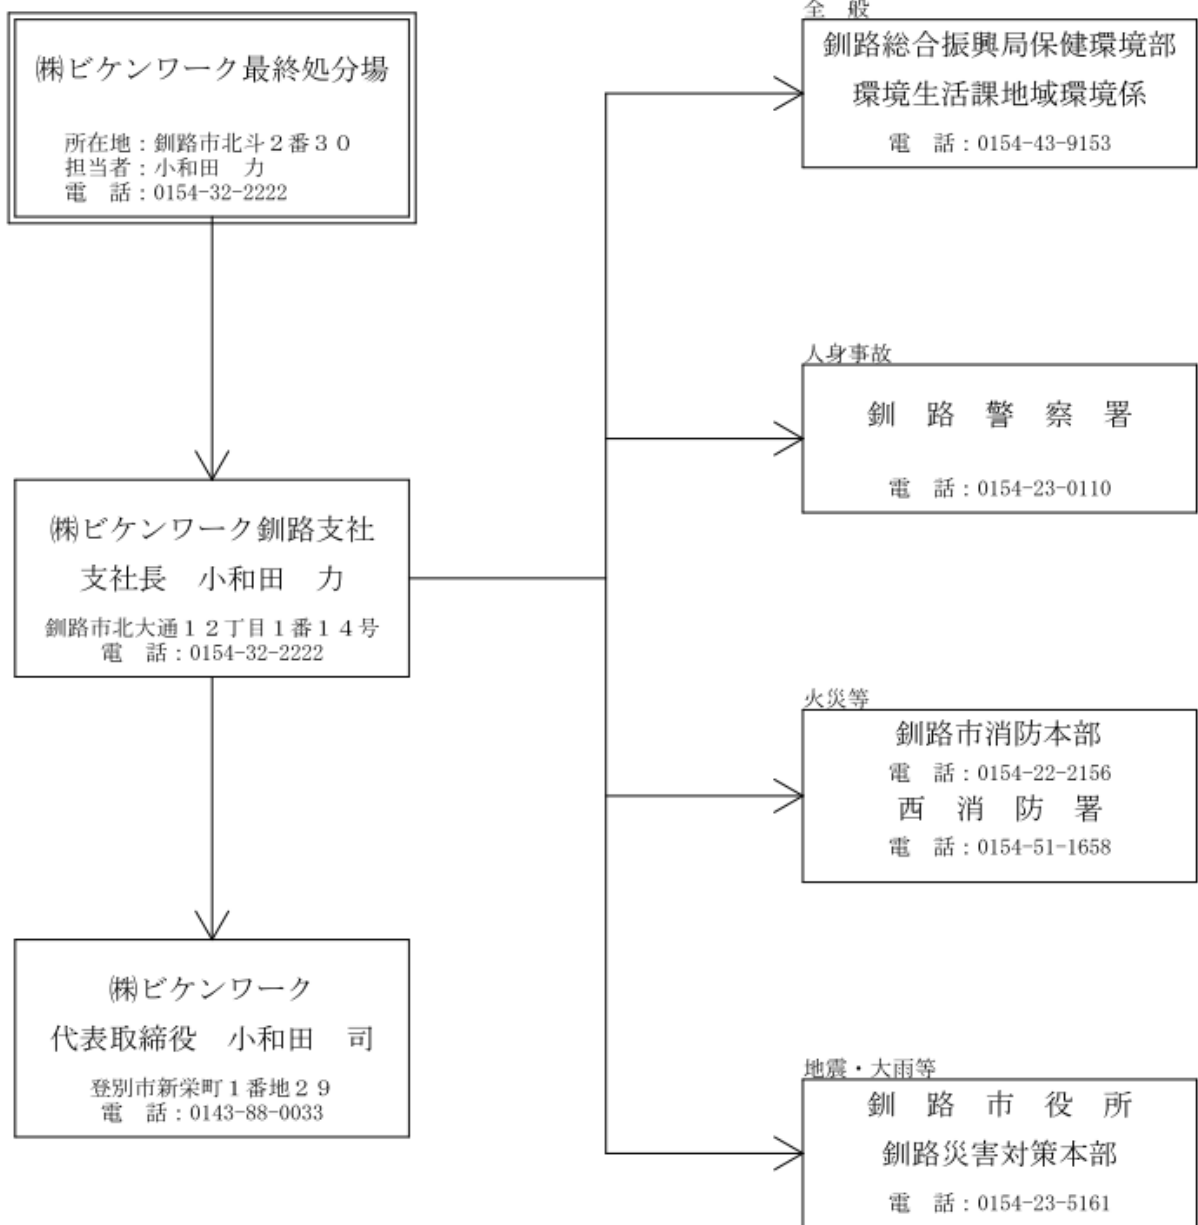 ㈱ビケンワーク最終処分場
所在地：釧路市北斗２番３０
担当者：小和田　力
電　話：0154-32-2222
㈱ビケンワーク釧路支社
支社長　小和田　力
釧路市北大通１２丁目１番１４号
電　話：0154-32-2222
㈱ビケンワーク
代表取締役　小和田　司
登別市新栄町１番地２９
電　話：0143-88-0033
全　般
釧路総合振興局保健環境部
環境生活課地域環境係
電　話：0154-43-9153
人身事故
釧　路　警　察　署
電　話：0154-23-0110
火災等
釧路市消防本部
電　話：0154-22-2156
西　消　防　署
電　話：0154-51-1658
地震・大雨等
釧　路　市　役　所
釧路災害対策本部
電　話：0154-23-5161